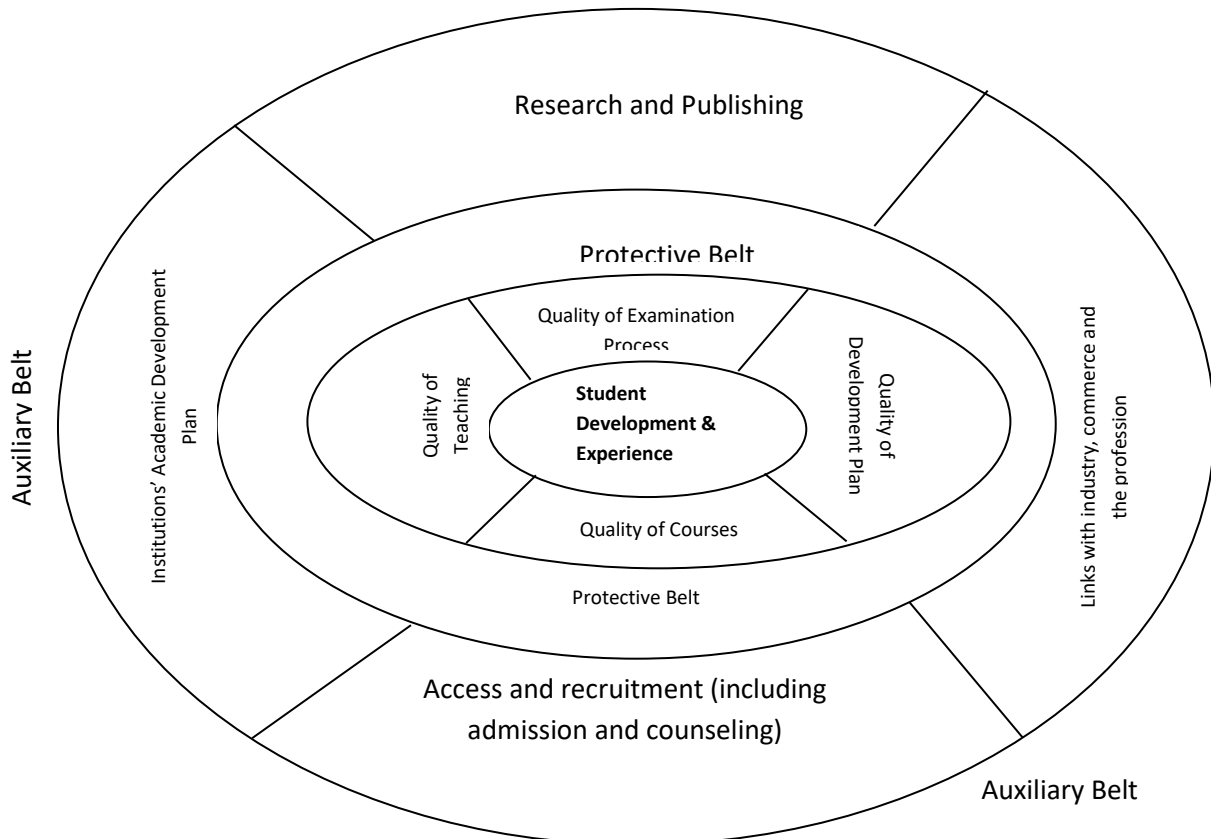 Research and Publishing
Protective Belt
Quality of Examination
Process
Auxiliary Belt
Institutions’ Academic Development
Plan
Quality of
Teaching
Student
Development &
Experience
Quality of
Development Plan
Links with industry, commerce and
the profession
Quality of Courses
Protective Belt
Access and recruitment (including
admission and counseling)
Auxiliary Belt